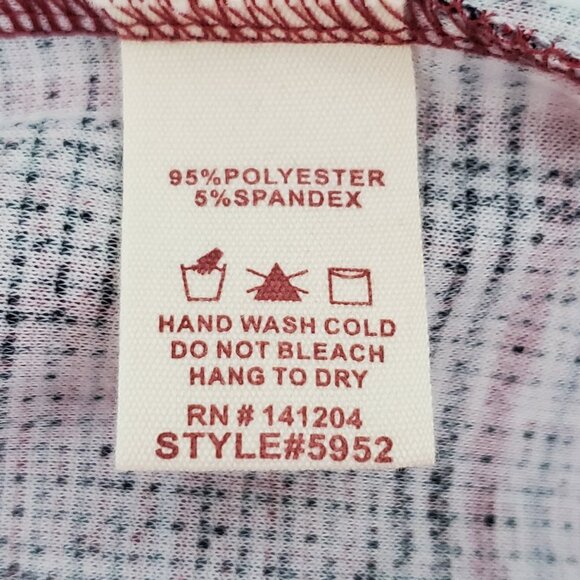 95%POLYESTER
5%SPANDEX
HAND WASH COLD
DO NOT BLEACH
HANG TO DRY
RN # 141204
STYLE#5952